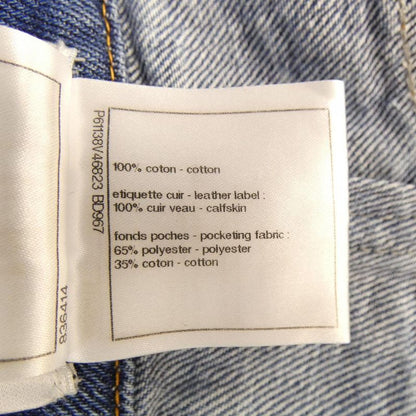 P61138V46823 BD967
100% coton - cotton
etiquette cuir - leather label :
100% cuir veau - calfskin
fonds poches - pocketing fabric :
65% polyester - polyester
35% coton - cotton
836414